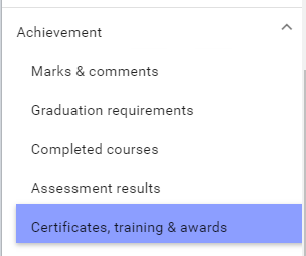 Achievement
Marks & comments
Graduation requirements
Completed courses
Assessment results
Certificates, training & awards